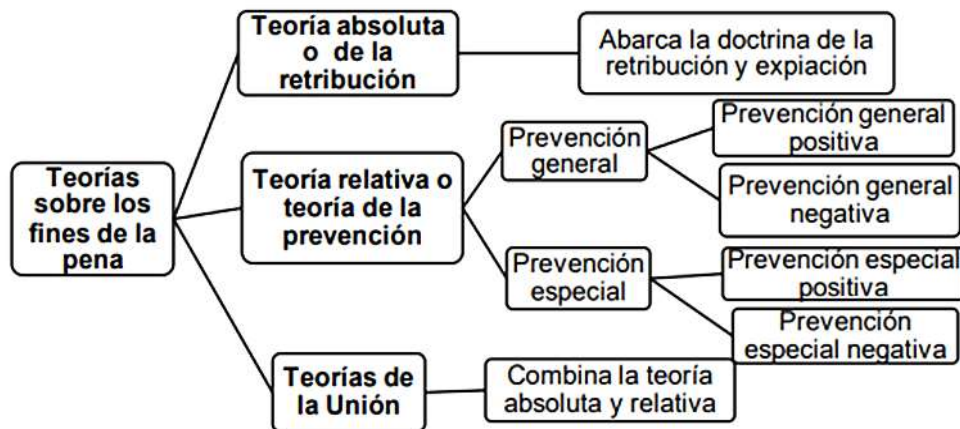 Teorías
sobre los
fines de la
pena
Teoría absoluta
o de la
retribución
Abarca la doctrina de la
retribución y expiación
Teoría relativa o
teoría de la
prevención
Prevención
general
Prevención general
positiva
Prevención general
negativa
Prevención
especial
Prevención especial
positiva
Prevención
especial negativa
Teorías de
la Unión
Combina la teoría
absoluta y relativa